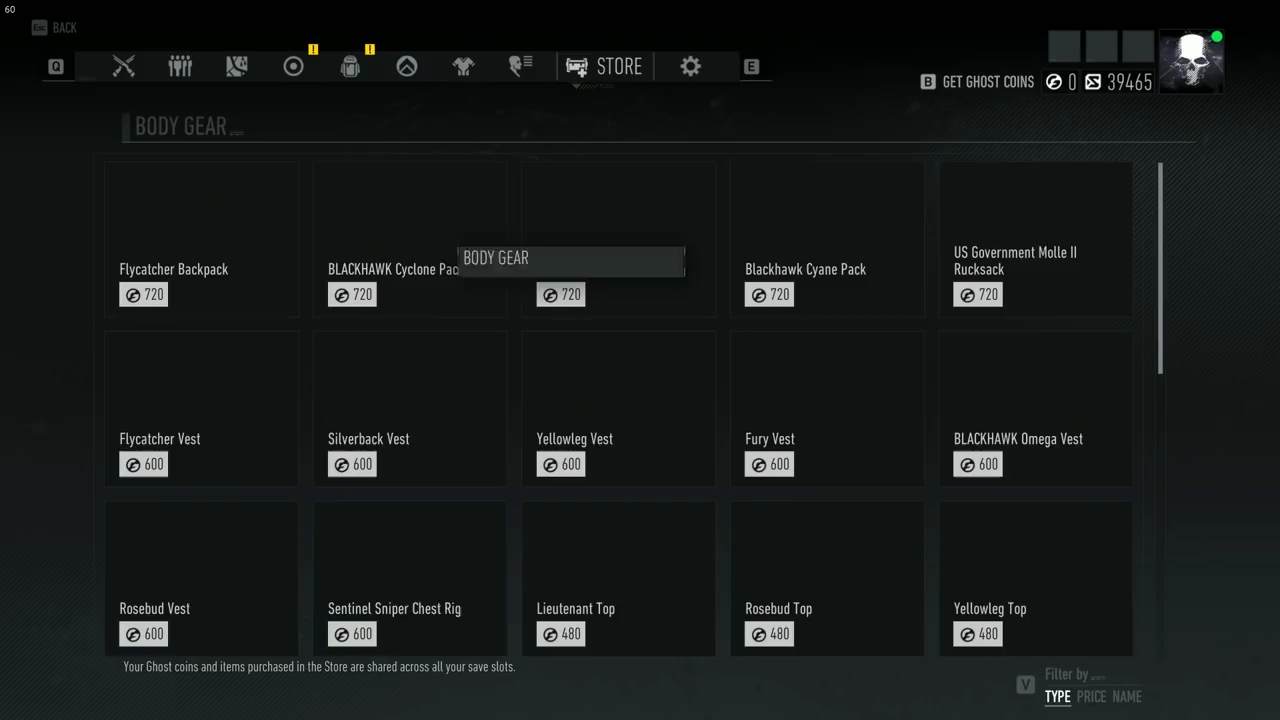 60
Esc BACK
Q
STORE
E
B GET GHOST COINS 0 39465
BODY GEAR
Flycatcher Backpack
720
BLACKHAWK Cyclone Pac
720
BODY GEAR
720
Blackhawk Cyane Pack
720
US Government Molle II
Rucksack
720
Flycatcher Vest
600
Silverback Vest
600
Yellowleg Vest
600
Fury Vest
600
BLACKHAWK Omega Vest
600
Rosebud Vest
600
Sentinel Sniper Chest Rig
600
Lieutenant Top
480
Rosebud Top
480
Yellowleg Top
480
Your Ghost coins and items purchased in the Store are shared across all your save slots.
V Filter by
TYPE PRICE NAME